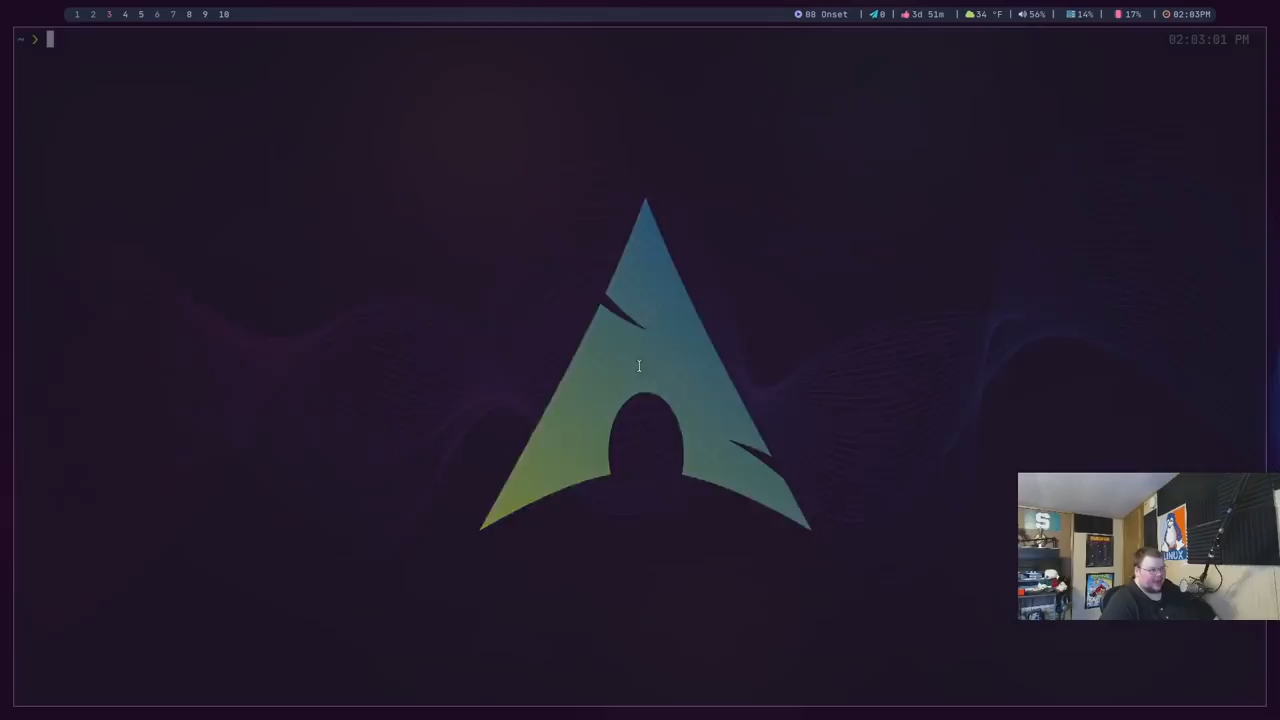 1 2 3 4 5 6 7 8 9 10 08 Onset | 0 | 3d 51m | 34 °F | 56% | 14% | 17% | 02:03PM
~ ❯ 02:03:01 PM
S
LINUX